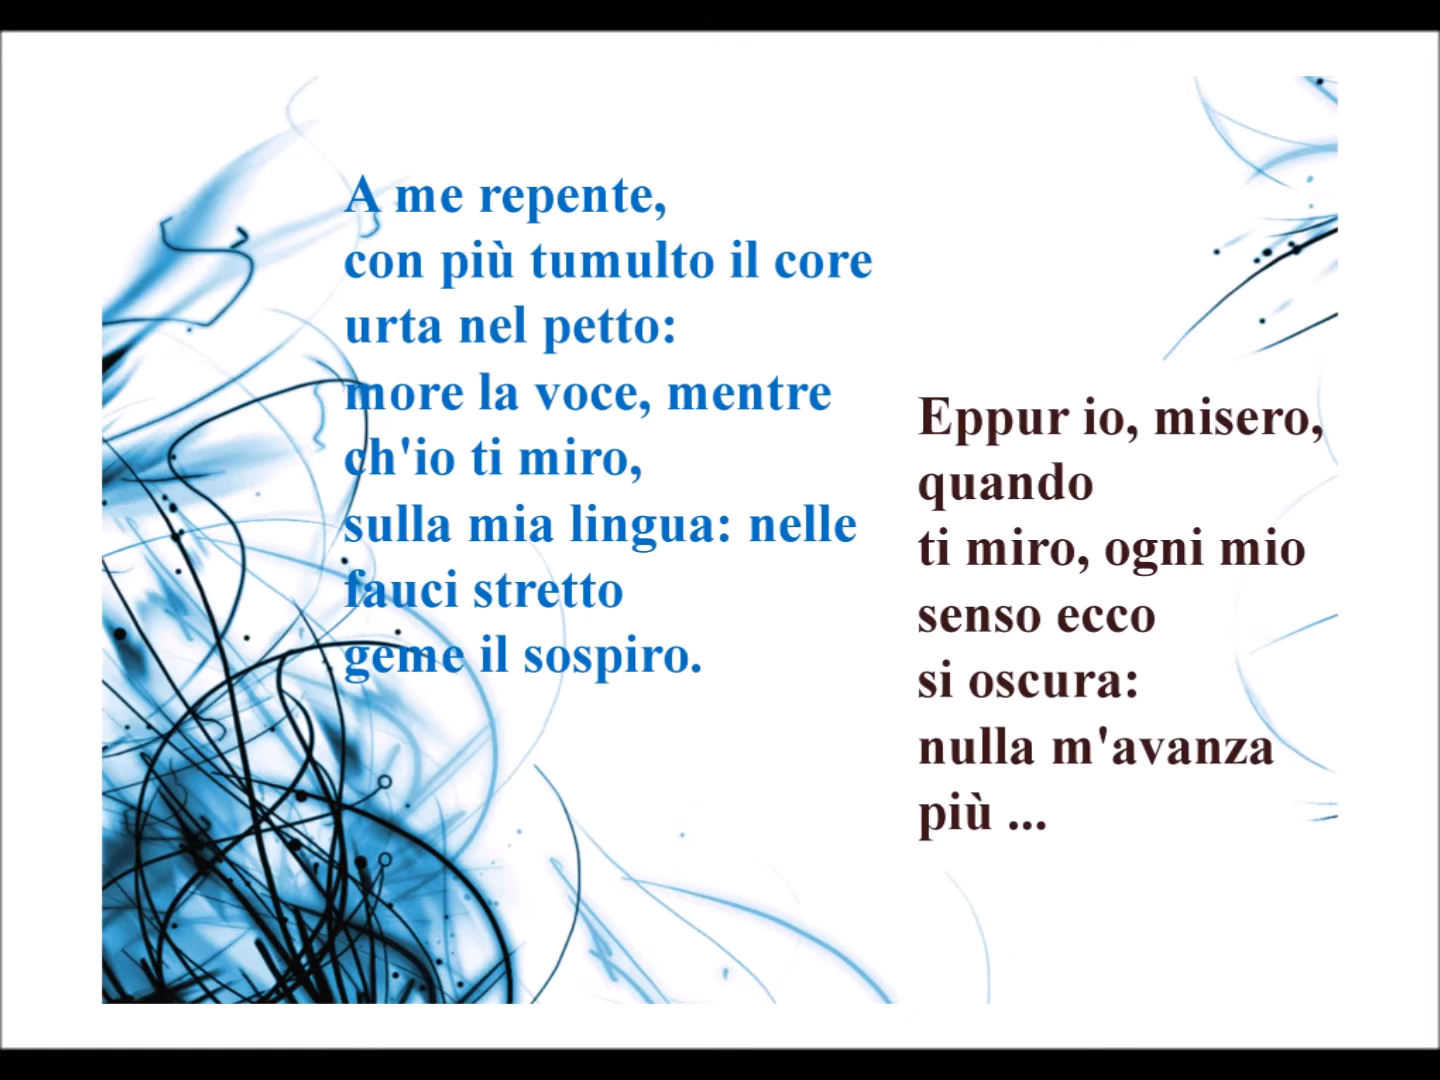 A me repente,
con più tumulto il core
urta nel petto:
more la voce, mentre
ch'io ti miro,
sulla mia lingua: nelle
fauci stretto
geme il sospiro.
Eppur io, misero,
quando
ti miro, ogni mio
senso ecco
si oscura:
nulla m'avanza
più ...